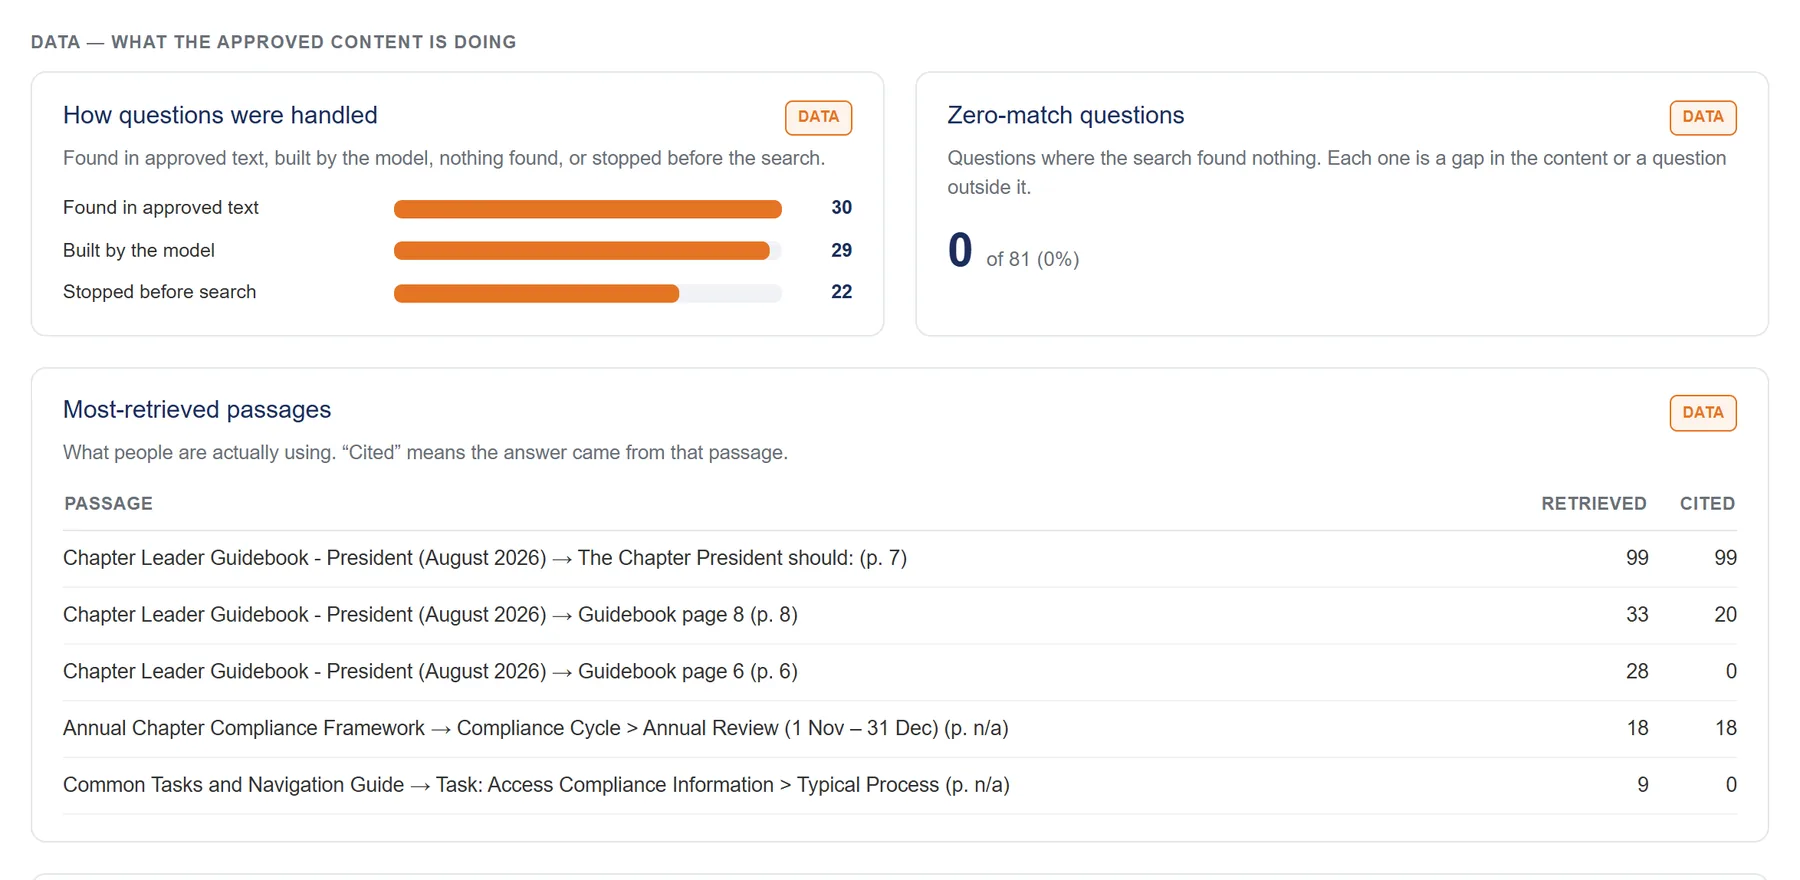 DATA — WHAT THE APPROVED CONTENT IS DOING
How questions were handled
DATA
Found in approved text, built by the model, nothing found, or stopped before the search.
Found in approved text 30
Built by the model 29
Stopped before search 22
Zero-match questions
DATA
Questions where the search found nothing. Each one is a gap in the content or a question
outside it.
0 of 81 (0%)
Most-retrieved passages
DATA
What people are actually using. “Cited” means the answer came from that passage.
PASSAGE RETRIEVED CITED
Chapter Leader Guidebook - President (August 2026) → The Chapter President should: (p. 7) 99 99
Chapter Leader Guidebook - President (August 2026) → Guidebook page 8 (p. 8) 33 20
Chapter Leader Guidebook - President (August 2026) → Guidebook page 6 (p. 6) 28 0
Annual Chapter Compliance Framework → Compliance Cycle > Annual Review (1 Nov – 31 Dec) (p. n/a) 18 18
Common Tasks and Navigation Guide → Task: Access Compliance Information > Typical Process (p. n/a) 9 0